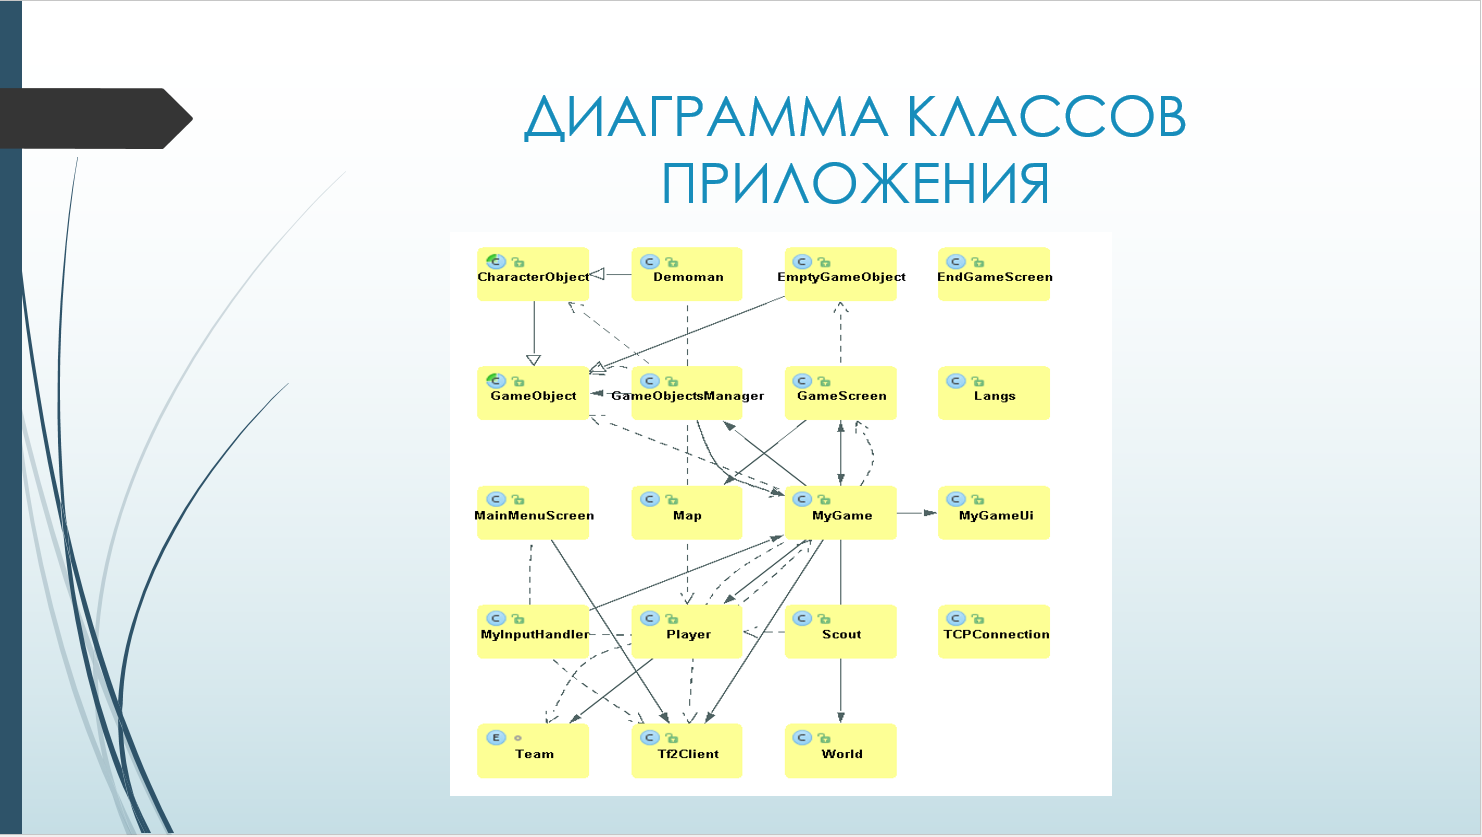 ДИАГРАММА КЛАССОВ
ПРИЛОЖЕНИЯ
C C C C
CharacterObject Demoman EmptyGameObject EndGameScreen
C C C C
GameObject GameObjectsManager GameScreen Langs
C C C C
MainMenuScreen Map MyGame MyGameUi
C C C C
MyInputHandler Player Scout TCPConnection
E C C
Team Tf2Client World